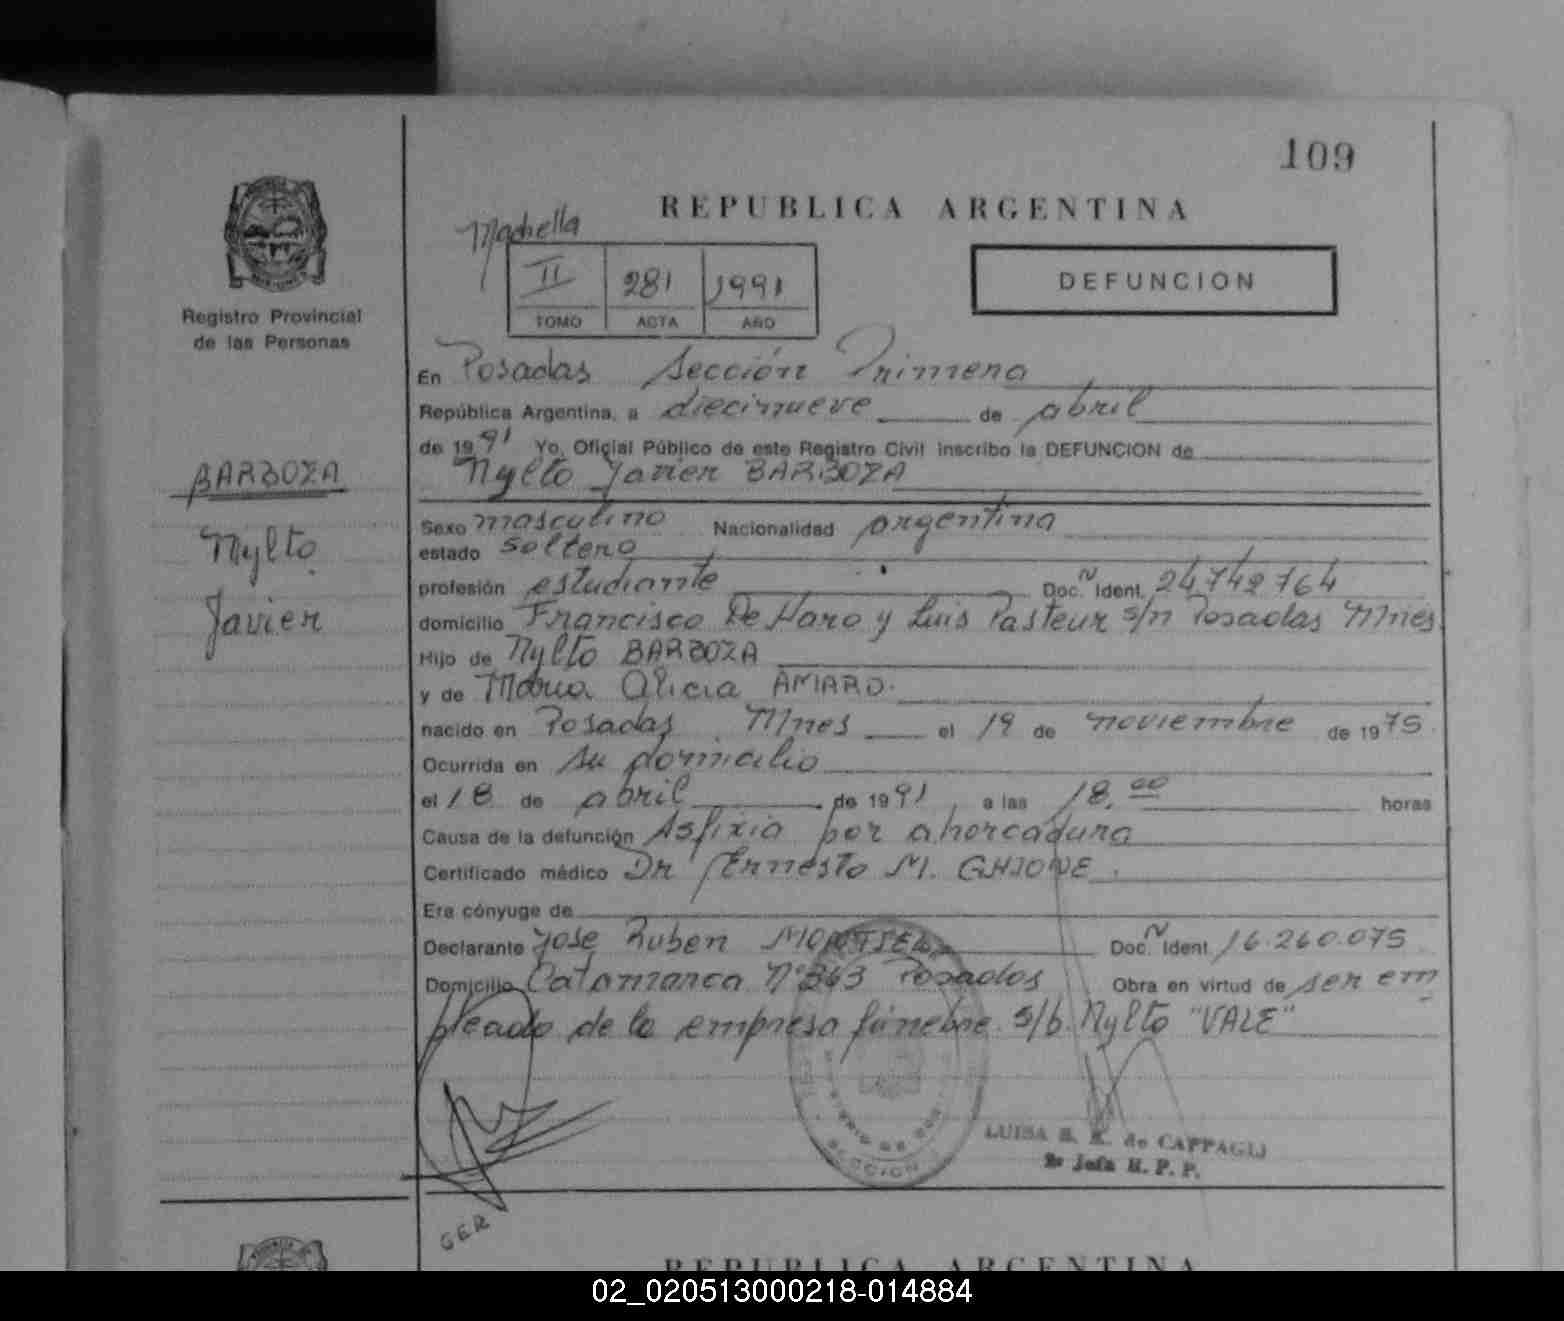 109
REPUBLICA ARGENTINA
Machella
II 281 1991
TOMO ACTA AÑO
DEFUNCION
Registro Provincial
de las Personas
BARBOZA
Nylto
Javier
En Posadas Sección Primera
República Argentina, a diecinueve de abril
de 1991 Yo, Oficial Público de este Registro Civil inscribo la DEFUNCION de
Nylto Javier BARBOZA
Sexo masculino Nacionalidad argentina
estado soltero
profesión estudiante Doc. N Ident. 24742764
domicilio Francisco De Haro y Luis Pasteur s/n Posadas Mnes
Hijo de Nylto BARBOZA
y de Maria Alicia AMARO.
nacido en Posadas Mnes el 19 de noviembre de 1975
Ocurrida en su domicilio
el 18 de abril de 1991, a las 18,00 horas
Causa de la defunción Asfixia por ahorcadura
Certificado médico Dr Ernesto M. GHIONE.
Era cónyuge de
Declarante Jose Ruben Doc. N Ident. 16.260.075
Domicilio Catamarca Nº 363 Posadas Obra en virtud de ser em
pleado de la empresa fúnebre s/b. Nylto "VALE"
SECCION
LUISA E. K. de CAPPAGLI
2º Jefa R. P. P.
GER
REPUBLICA ARGENTINA
02_020513000218-014884